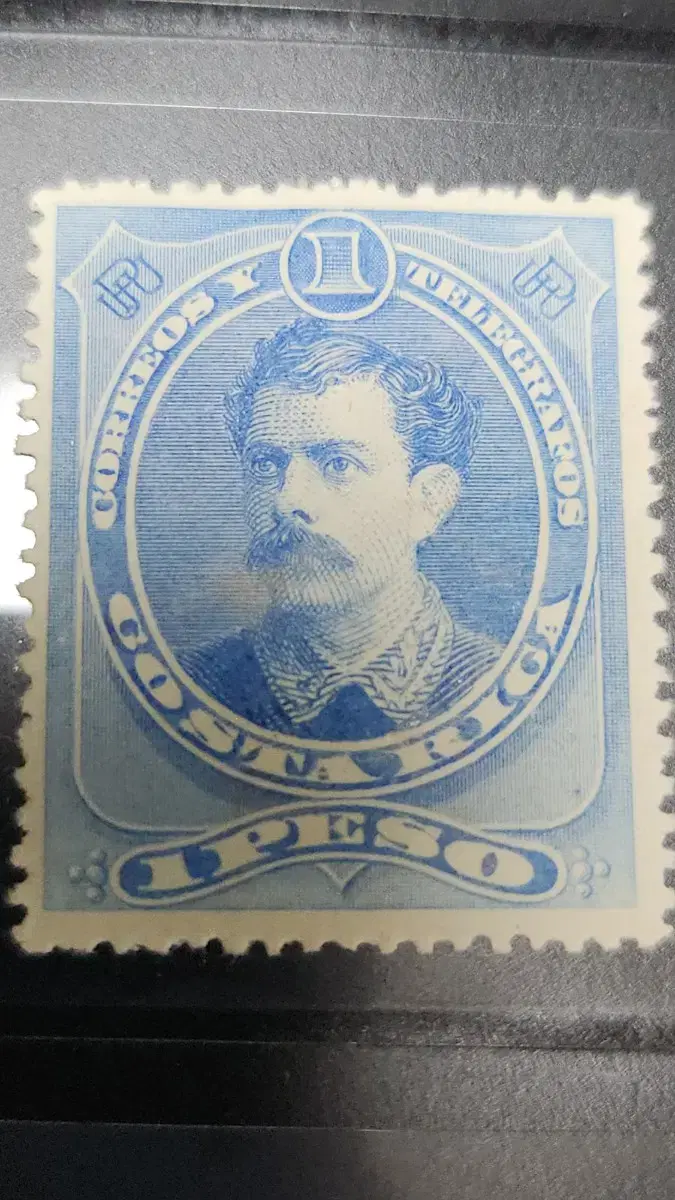 1
CORREOS Y TELEGRAFOS
COSTA RICA
1 PESO